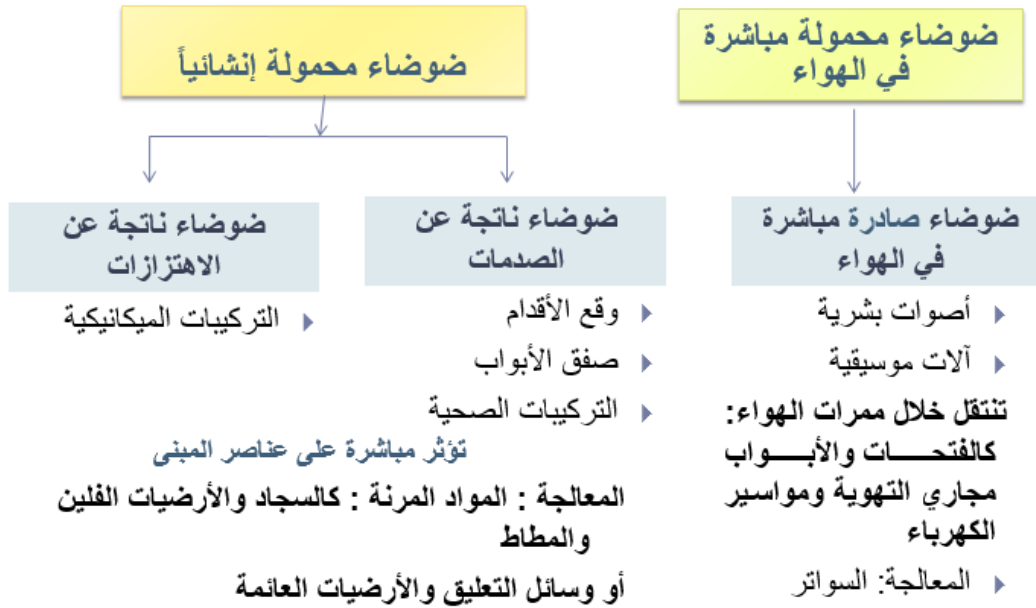 ضوضاء محمولة مباشرة
في الهواء
ضوضاء صادرة مباشرة
في الهواء
أصوات بشرية
آلات موسيقية
تنتقل خلال ممرات الهواء:
كالفتحـــــات والأبـــــواب
مجاري التهوية ومواسير
الكهرباء
المعالجة: السواتر
ضوضاء محمولة إنشائياً
ضوضاء ناتجة عن
الصدمات
وقع الأقدام
صفق الأبواب
التركيبات الصحية
تؤثر مباشرة على عناصر المبنى
المعالجة : المواد المرنة : كالسجاد والأرضيات الفلين
والمطاط
أو وسائل التعليق والأرضيات العائمة
ضوضاء ناتجة عن
الاهتزازات
التركيبات الميكانيكية